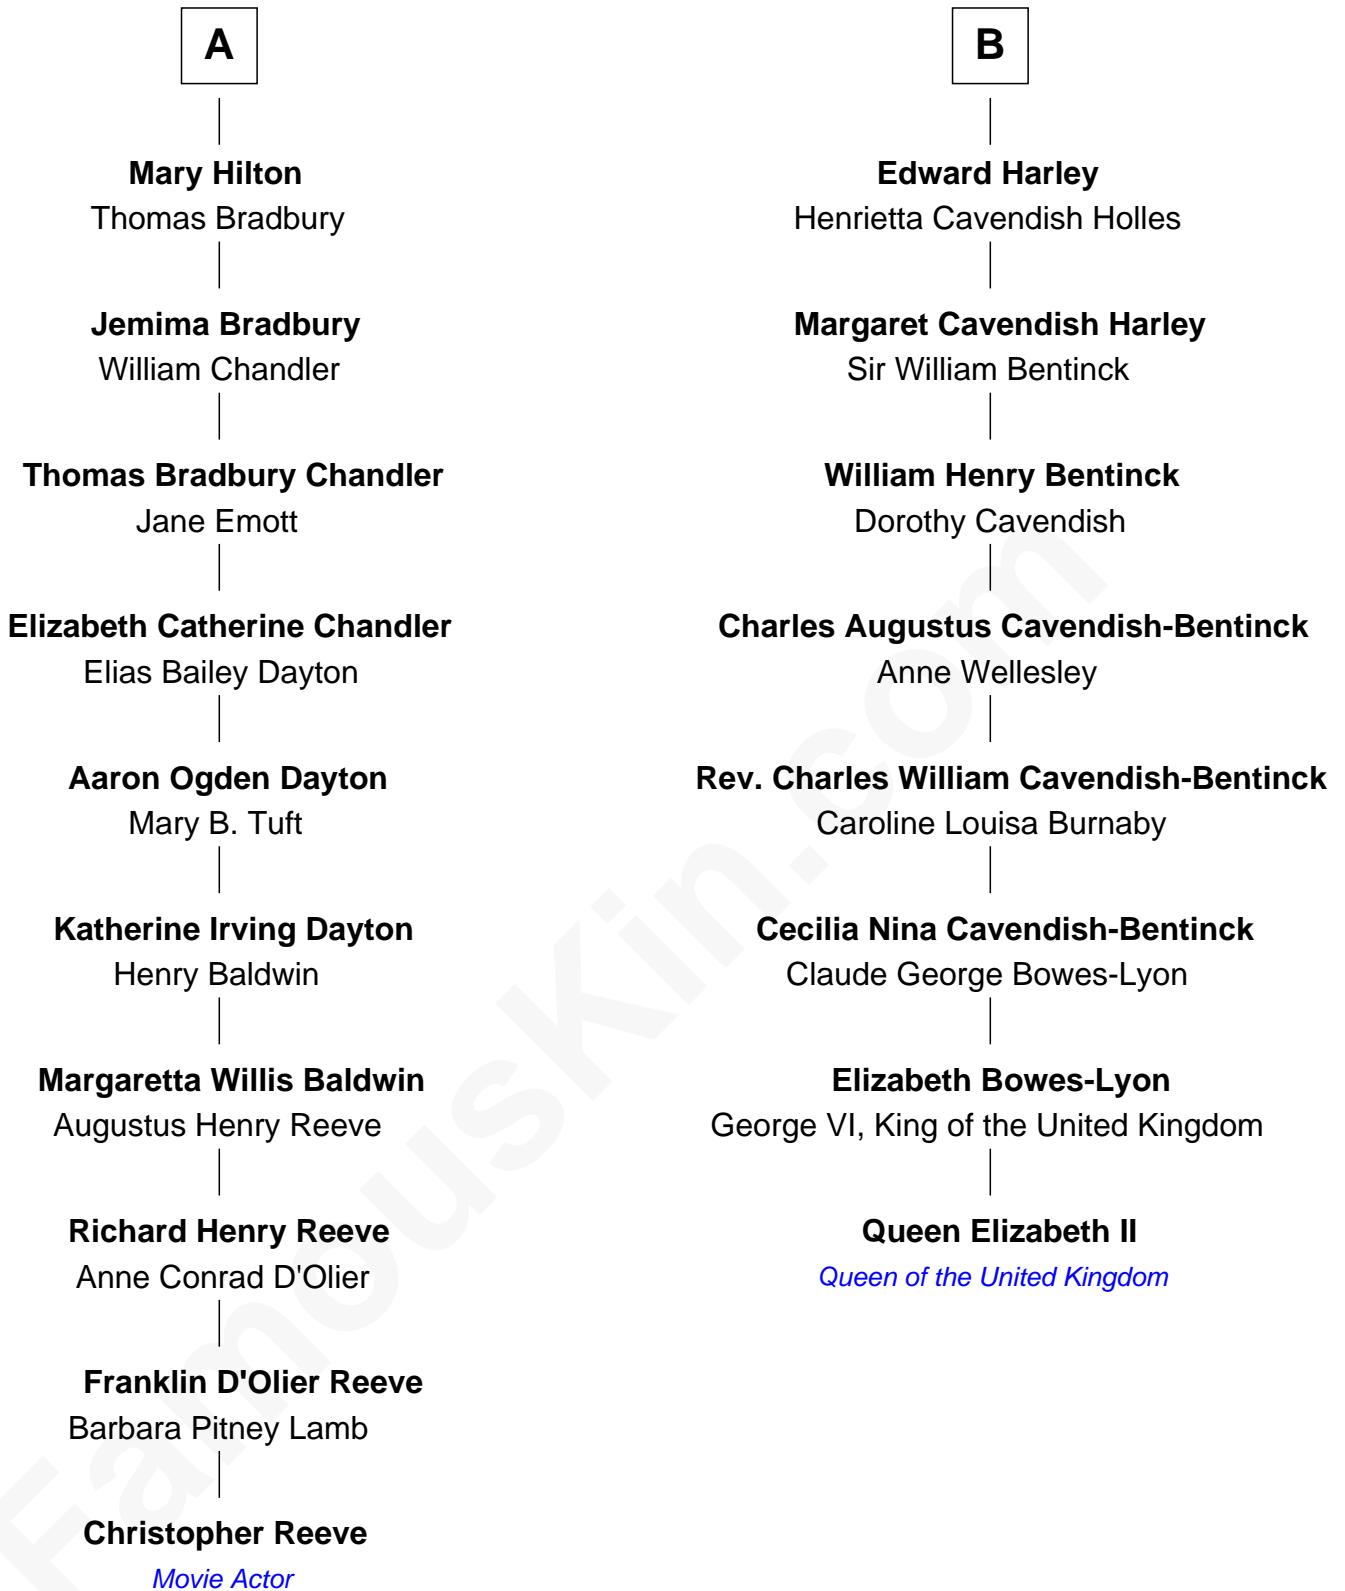 A
Mary Hilton
Thomas Bradbury
Jemima Bradbury
William Chandler
Thomas Bradbury Chandler
Jane Emott
Elizabeth Catherine Chandler
Elias Bailey Dayton
Aaron Ogden Dayton
Mary B. Tuft
Katherine Irving Dayton
Henry Baldwin
Margaretta Willis Baldwin
Augustus Henry Reeve
Richard Henry Reeve
Anne Conrad D'Olier
Franklin D'Olier Reeve
Barbara Pitney Lamb
Christopher Reeve
Movie Actor
B
Edward Harley
Henrietta Cavendish Holles
Margaret Cavendish Harley
Sir William Bentinck
William Henry Bentinck
Dorothy Cavendish
Charles Augustus Cavendish-Bentinck
Anne Wellesley
Rev. Charles William Cavendish-Bentinck
Caroline Louisa Burnaby
Cecilia Nina Cavendish-Bentinck
Claude George Bowes-Lyon
Elizabeth Bowes-Lyon
George VI, King of the United Kingdom
Queen Elizabeth II
Queen of the United Kingdom
FamousKin.com